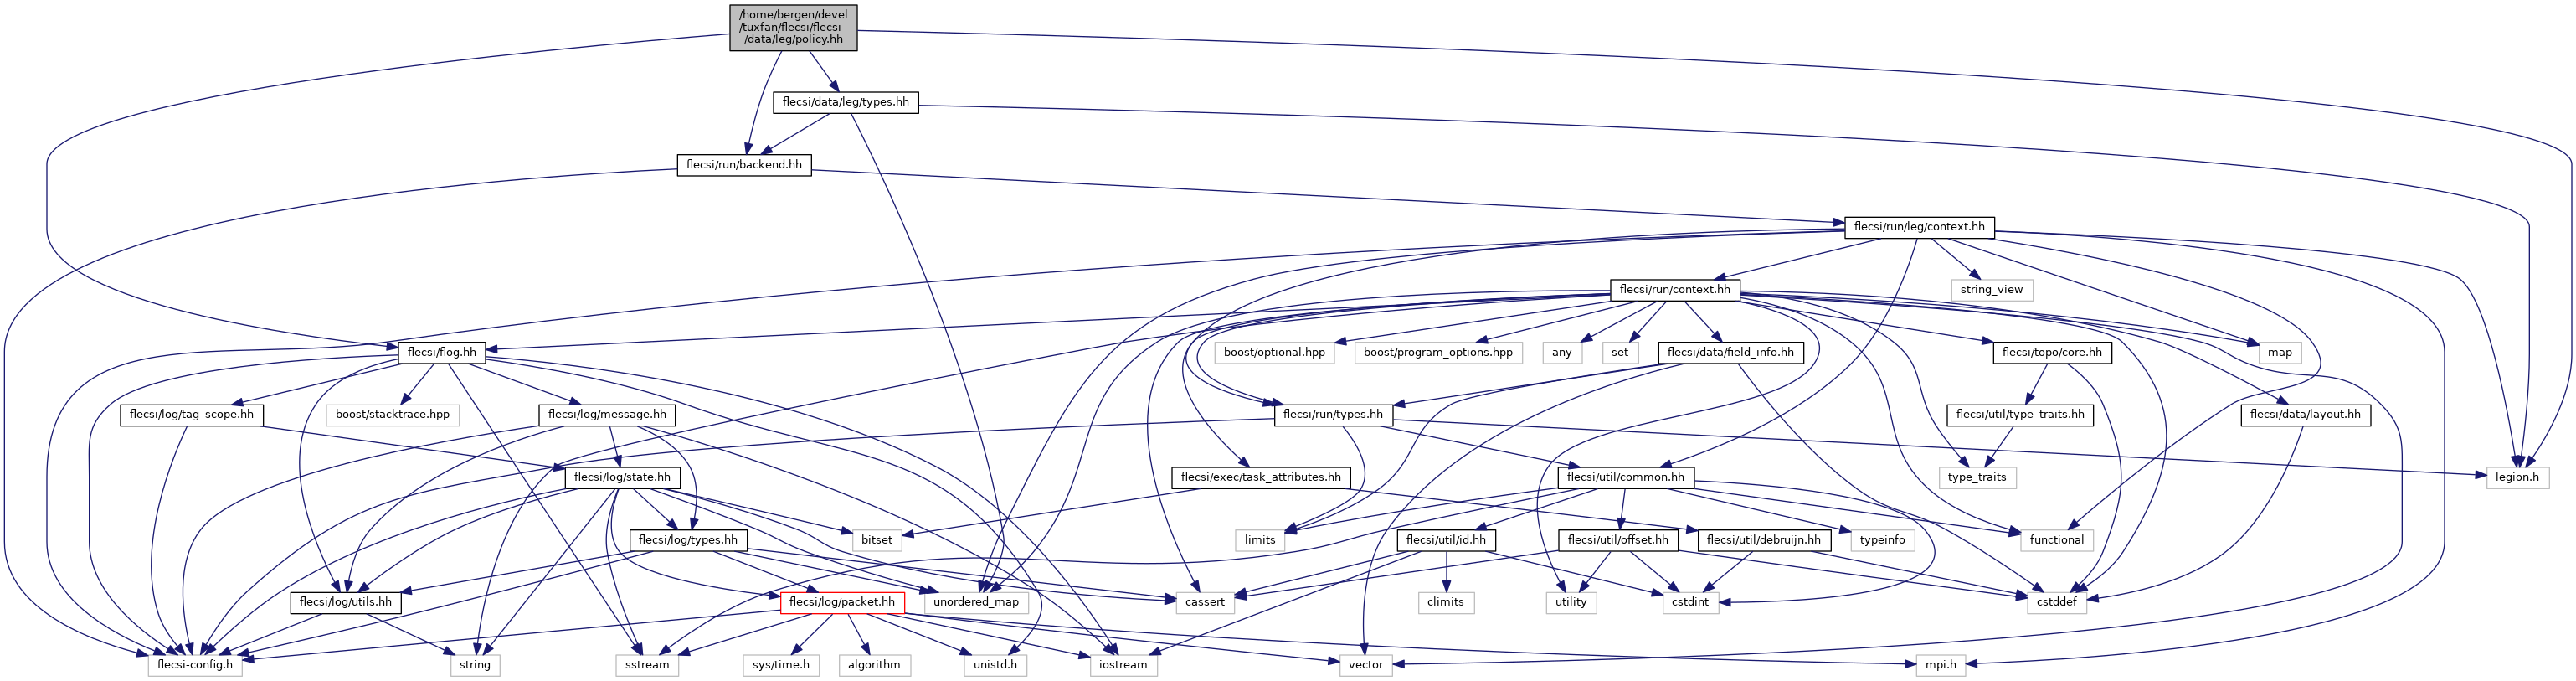 /home/bergen/devel
/tuxfan/flecsi/flecsi
/data/leg/policy.hh
flecsi/data/leg/types.hh
flecsi/run/backend.hh
flecsi/run/leg/context.hh
flecsi/run/context.hh
string_view
flecsi/flog.hh
boost/optional.hpp
boost/program_options.hpp
any
set
flecsi/data/field_info.hh
flecsi/topo/core.hh
map
flecsi/log/tag_scope.hh
boost/stacktrace.hpp
flecsi/log/message.hh
flecsi/run/types.hh
flecsi/util/type_traits.hh
flecsi/data/layout.hh
flecsi/log/state.hh
flecsi/exec/task_attributes.hh
flecsi/util/common.hh
type_traits
legion.h
flecsi/log/types.hh
bitset
limits
flecsi/util/id.hh
flecsi/util/offset.hh
flecsi/util/debruijn.hh
typeinfo
functional
flecsi/log/utils.hh
flecsi/log/packet.hh
unordered_map
cassert
climits
utility
cstdint
cstddef
flecsi-config.h
string
sstream
sys/time.h
algorithm
unistd.h
iostream
vector
mpi.h